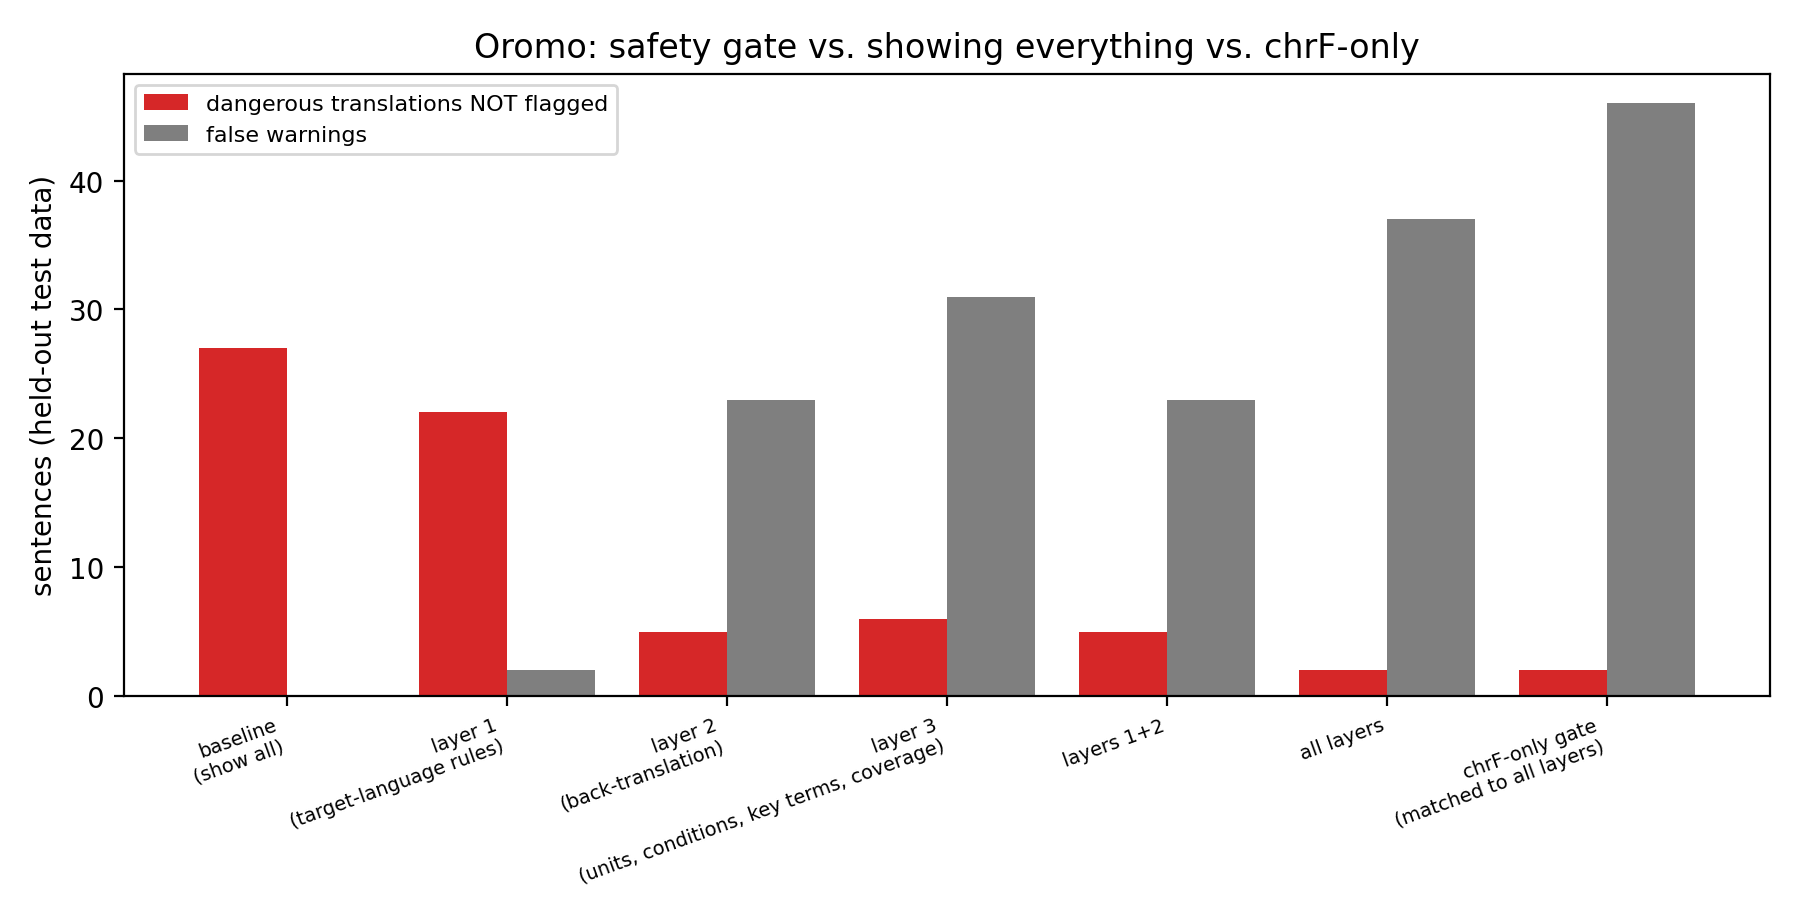 Oromo: safety gate vs. showing everything vs. chrF-only
dangerous translations NOT flagged
false warnings
sentences (held-out test data)
40
30
20
10
0
baseline
(show all)
layer 1
(target-language rules)
layer 2
(back-translation)
layer 3
(units, conditions, key terms, coverage)
layers 1+2
all layers
chrF-only gate
(matched to all layers)